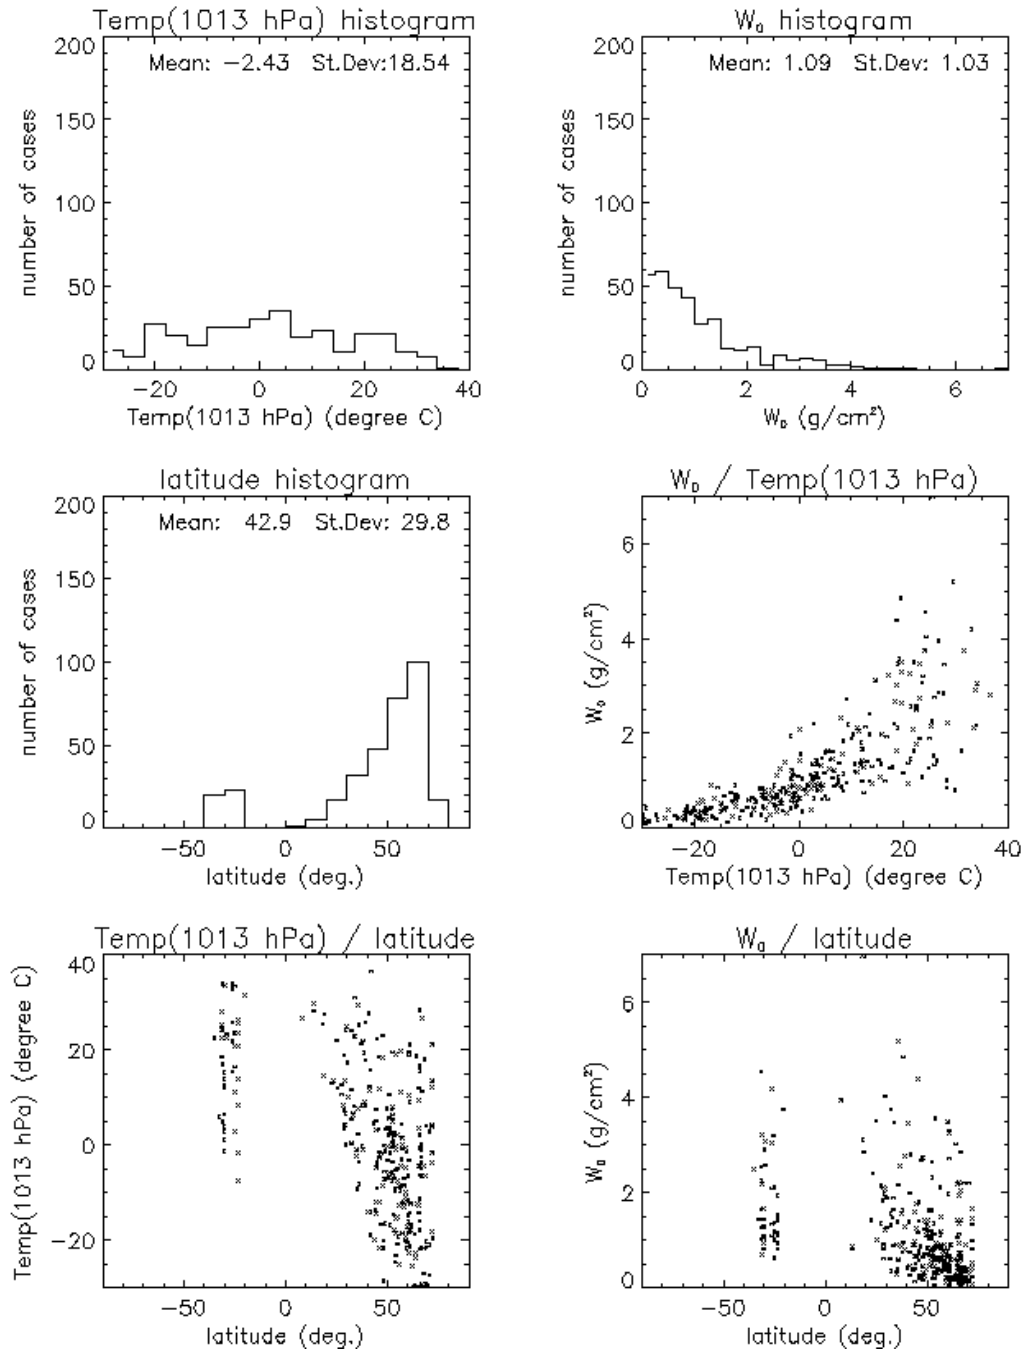 Temp(1013 hPa) histogram
Mean: −2.43 St.Dev:18.54
200
150
100
50
0
number of cases
−20 0 20 40
Temp(1013 hPa) (degree C)
W₀ histogram
Mean: 1.09 St.Dev: 1.03
200
150
100
50
0
number of cases
0 2 4 6
W₀ (g/cm²)
latitude histogram
Mean: 42.9 St.Dev: 29.8
200
150
100
50
0
number of cases
−50 0 50
latitude (deg.)
W₀ / Temp(1013 hPa)
6
4
2
0
W₀ (g/cm²)
−20 0 20 40
Temp(1013 hPa) (degree C)
Temp(1013 hPa) / latitude
40
20
0
−20
Temp(1013 hPa) (degree C)
−50 0 50
latitude (deg.)
W₀ / latitude
6
4
2
0
W₀ (g/cm²)
−50 0 50
latitude (deg.)